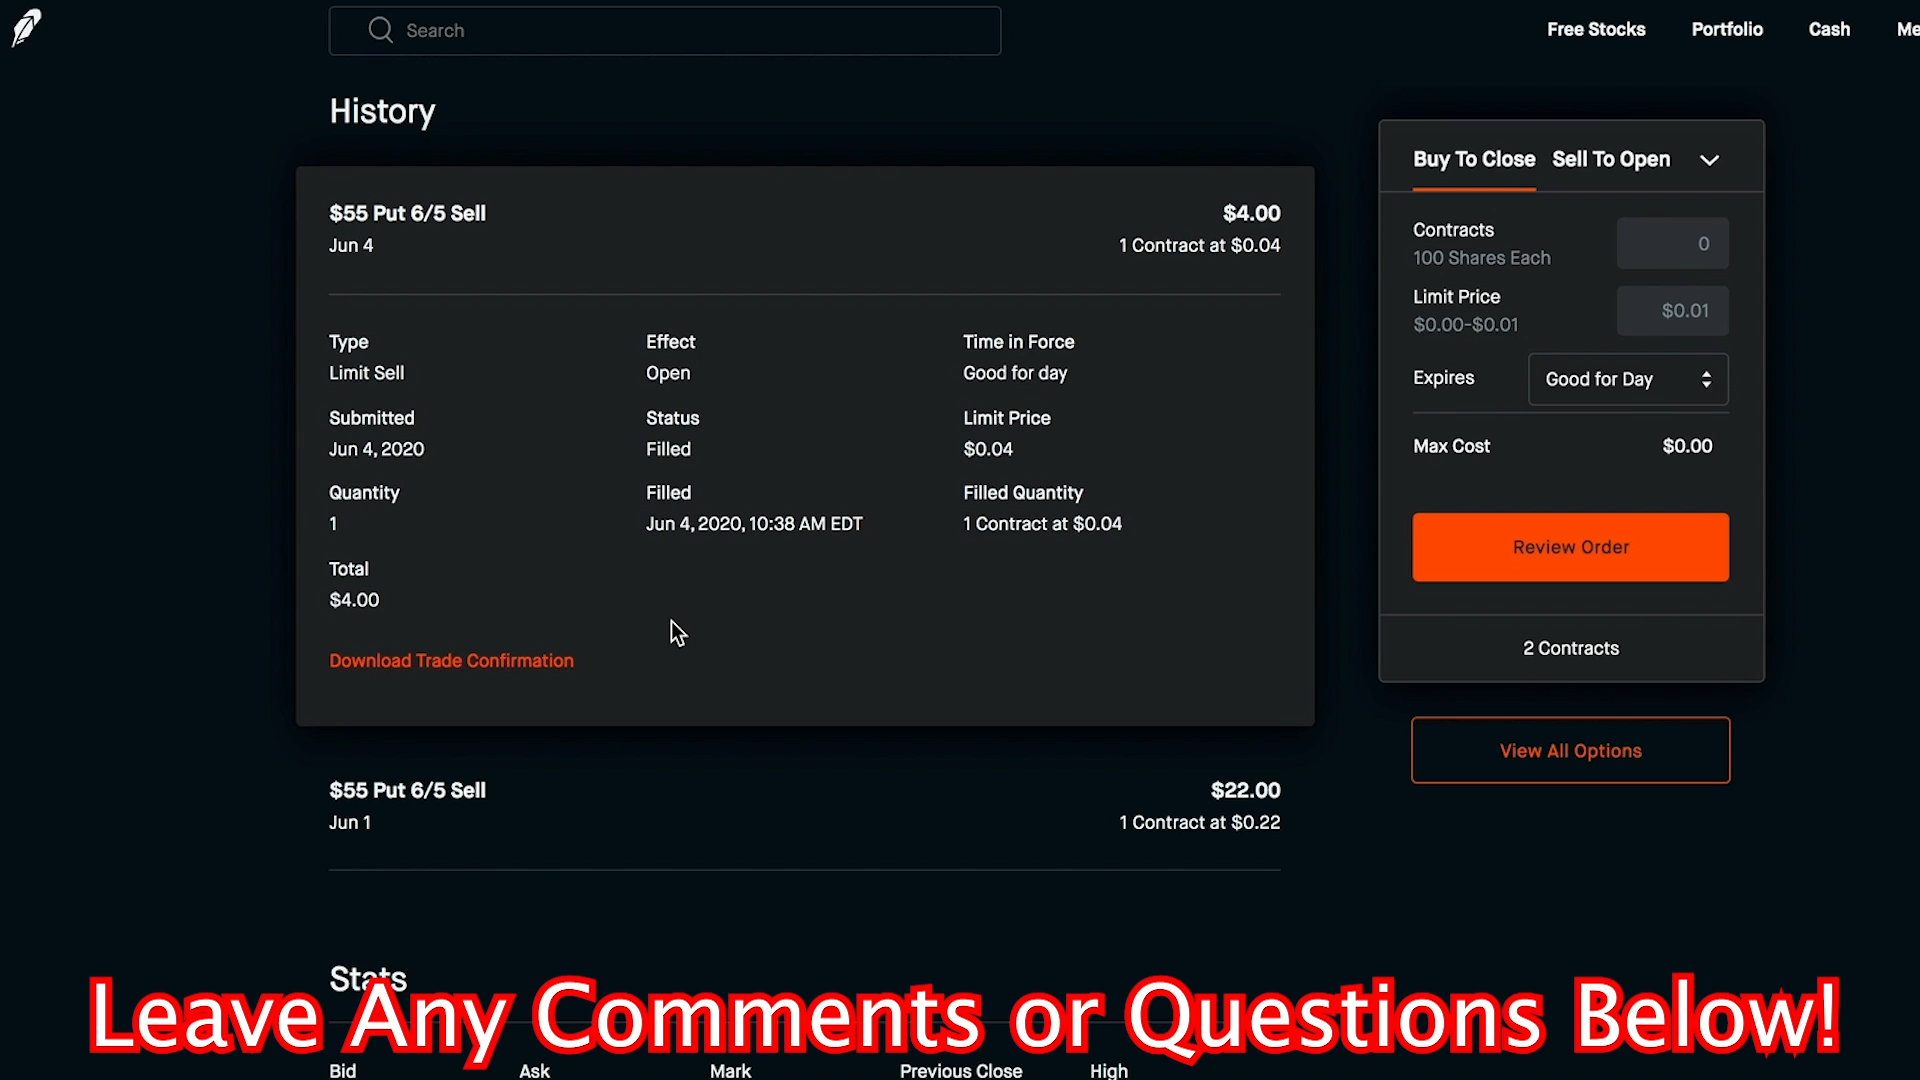 Search
Free Stocks
Portfolio
Cash
Me
History
$55 Put 6/5 Sell
$4.00
Jun 4
1 Contract at $0.04
Type
Effect
Time in Force
Limit Sell
Open
Good for day
Submitted
Status
Limit Price
Jun 4, 2020
Filled
$0.04
Quantity
Filled
Filled Quantity
1
Jun 4, 2020, 10:38 AM EDT
1 Contract at $0.04
Total
$4.00
Download Trade Confirmation
$55 Put 6/5 Sell
$22.00
Jun 1
1 Contract at $0.22
Buy To Close
Sell To Open
Contracts
0
100 Shares Each
Limit Price
$0.01
$0.00-$0.01
Expires
Good for Day
Max Cost
$0.00
Review Order
2 Contracts
View All Options
Stats
Leave Any Comments or Questions Below!
Bid
Ask
Mark
Previous Close
High